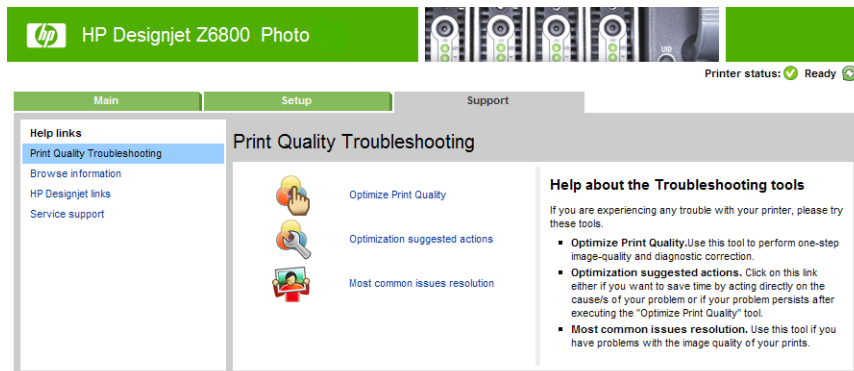 hp HP Designjet Z6800 Photo
UID
Printer status: Ready
Main Setup Support
Help links
Print Quality Troubleshooting
Browse information
HP Designjet links
Service support
Print Quality Troubleshooting
Optimize Print Quality
Optimization suggested actions
Most common issues resolution
Help about the Troubleshooting tools
If you are experiencing any trouble with your printer, please try
these tools.
▪ Optimize Print Quality.Use this tool to perform one-step
image-quality and diagnostic correction.
▪ Optimization suggested actions. Click on this link
either if you want to save time by acting directly on the
cause/s of your problem or if your problem persists after
executing the "Optimize Print Quality" tool.
▪ Most common issues resolution. Use this tool if you
have problems with the image quality of your prints.